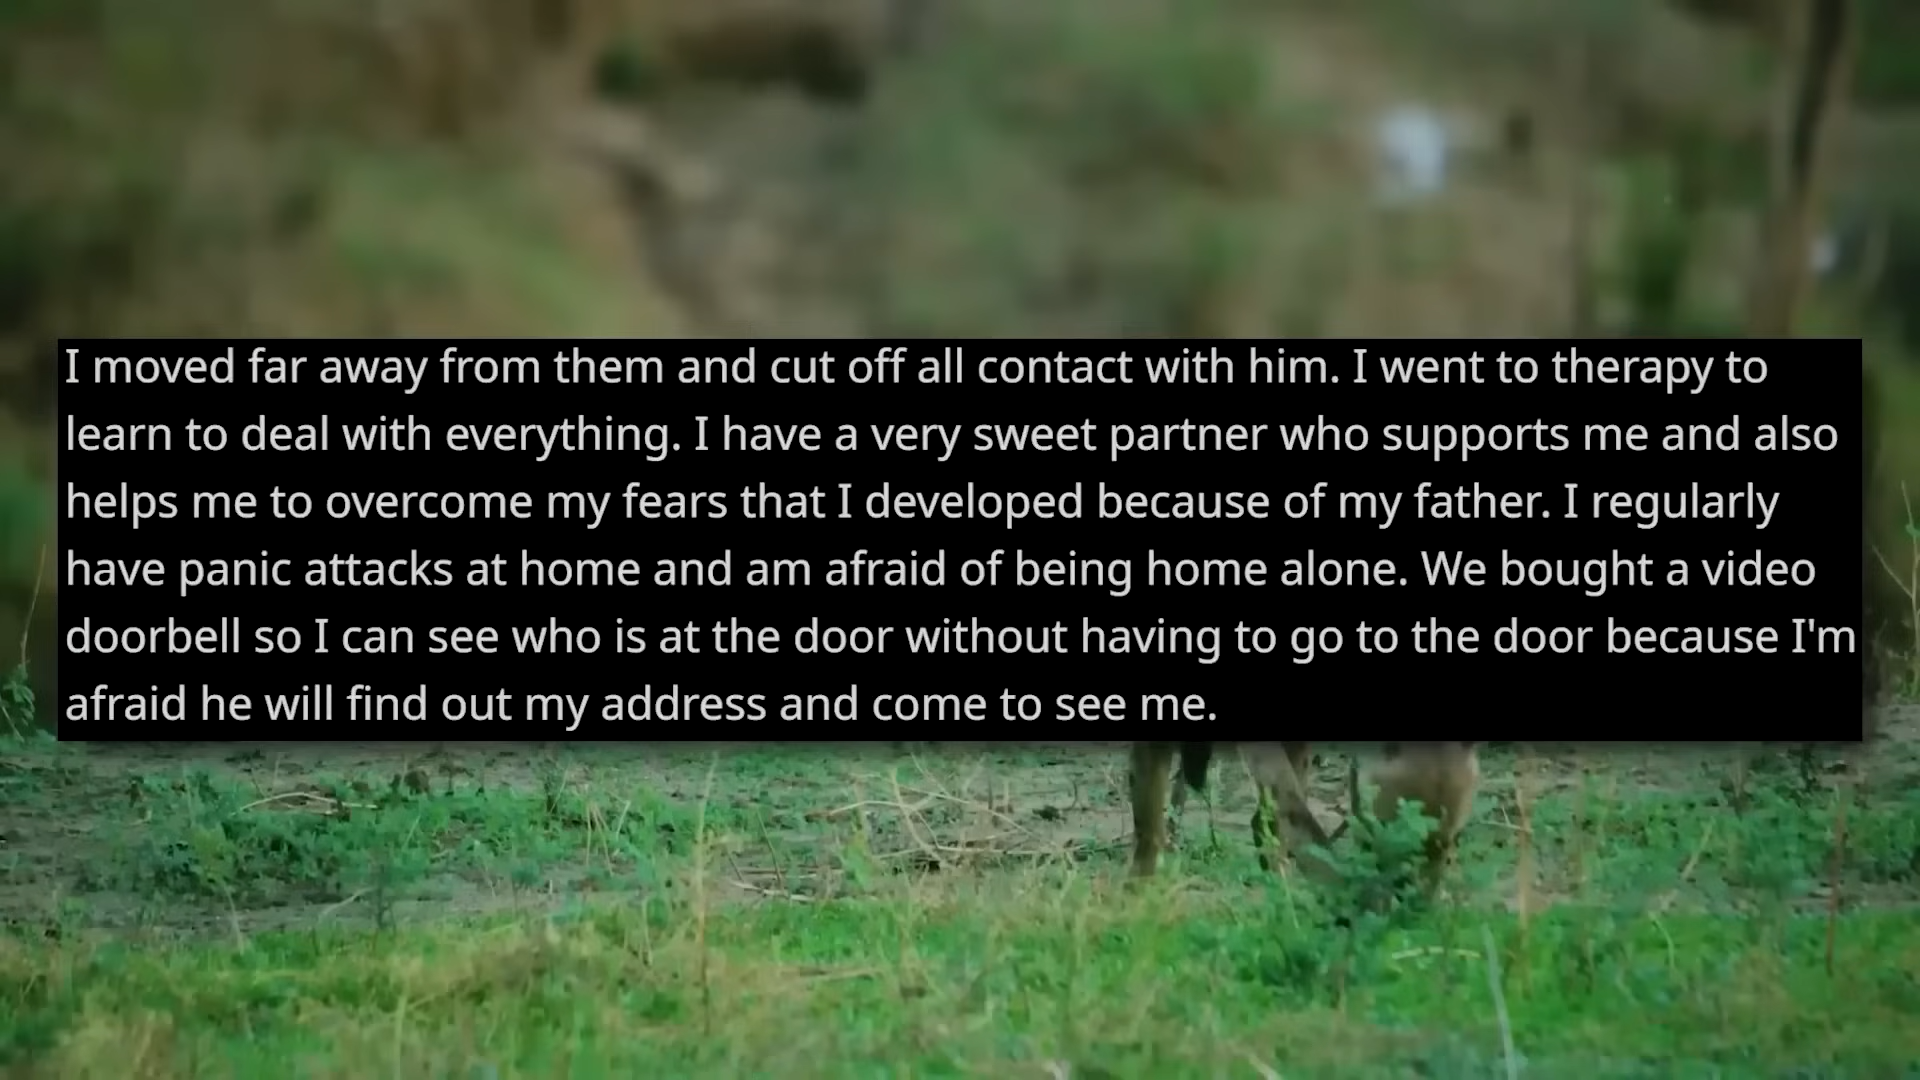 I moved far away from them and cut off all contact with him. I went to therapy to
learn to deal with everything. I have a very sweet partner who supports me and also
helps me to overcome my fears that I developed because of my father. I regularly
have panic attacks at home and am afraid of being home alone. We bought a video
doorbell so I can see who is at the door without having to go to the door because I'm
afraid he will find out my address and come to see me.